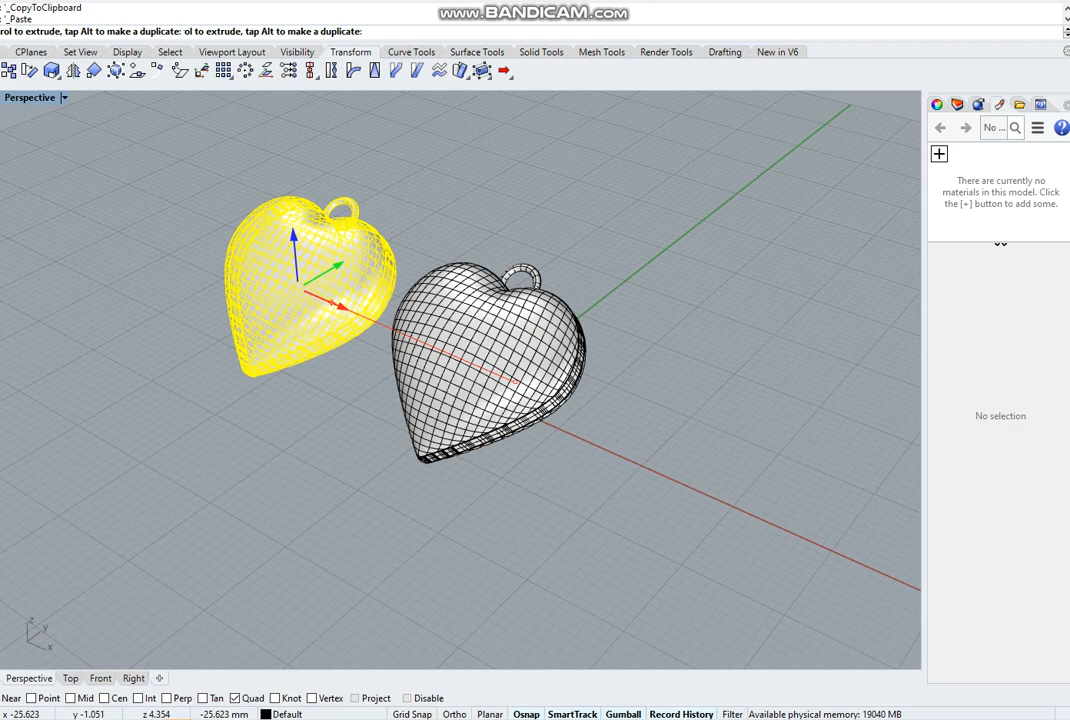 : '_CopyToClipboard
www.BANDICAM.com
: '_Paste
rol to extrude, tap Alt to make a duplicate: ol to extrude, tap Alt to make a duplicate:
CPlanes Set View Display Select Viewport Layout Visibility Transform Curve Tools Surface Tools Solid Tools Mesh Tools Render Tools Drafting New in V6
Perspective
No ...
There are currently no
materials in this model. Click
the [+] button to add some.
No selection
z
y
x
Perspective Top Front Right
Near Point Mid Cen Int Perp Tan Quad Knot Vertex Project Disable
x -25.623 y -1.051 z 4.354 -25.623 mm Default Grid Snap Ortho Planar Osnap SmartTrack Gumball Record History Filter Available physical memory: 19040 MB